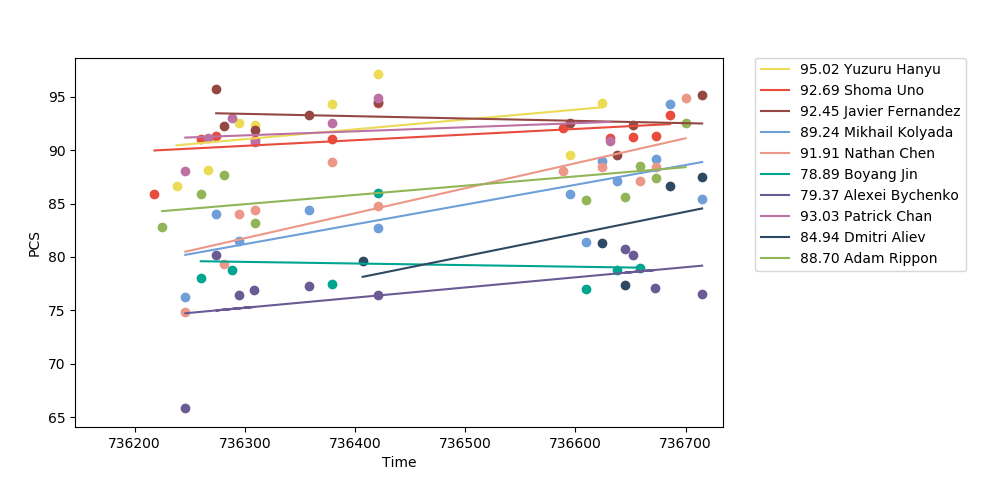 95
90
85
80
75
70
65
PCS
736200 736300 736400 736500 736600 736700
Time
95.02 Yuzuru Hanyu
92.69 Shoma Uno
92.45 Javier Fernandez
89.24 Mikhail Kolyada
91.91 Nathan Chen
78.89 Boyang Jin
79.37 Alexei Bychenko
93.03 Patrick Chan
84.94 Dmitri Aliev
88.70 Adam Rippon